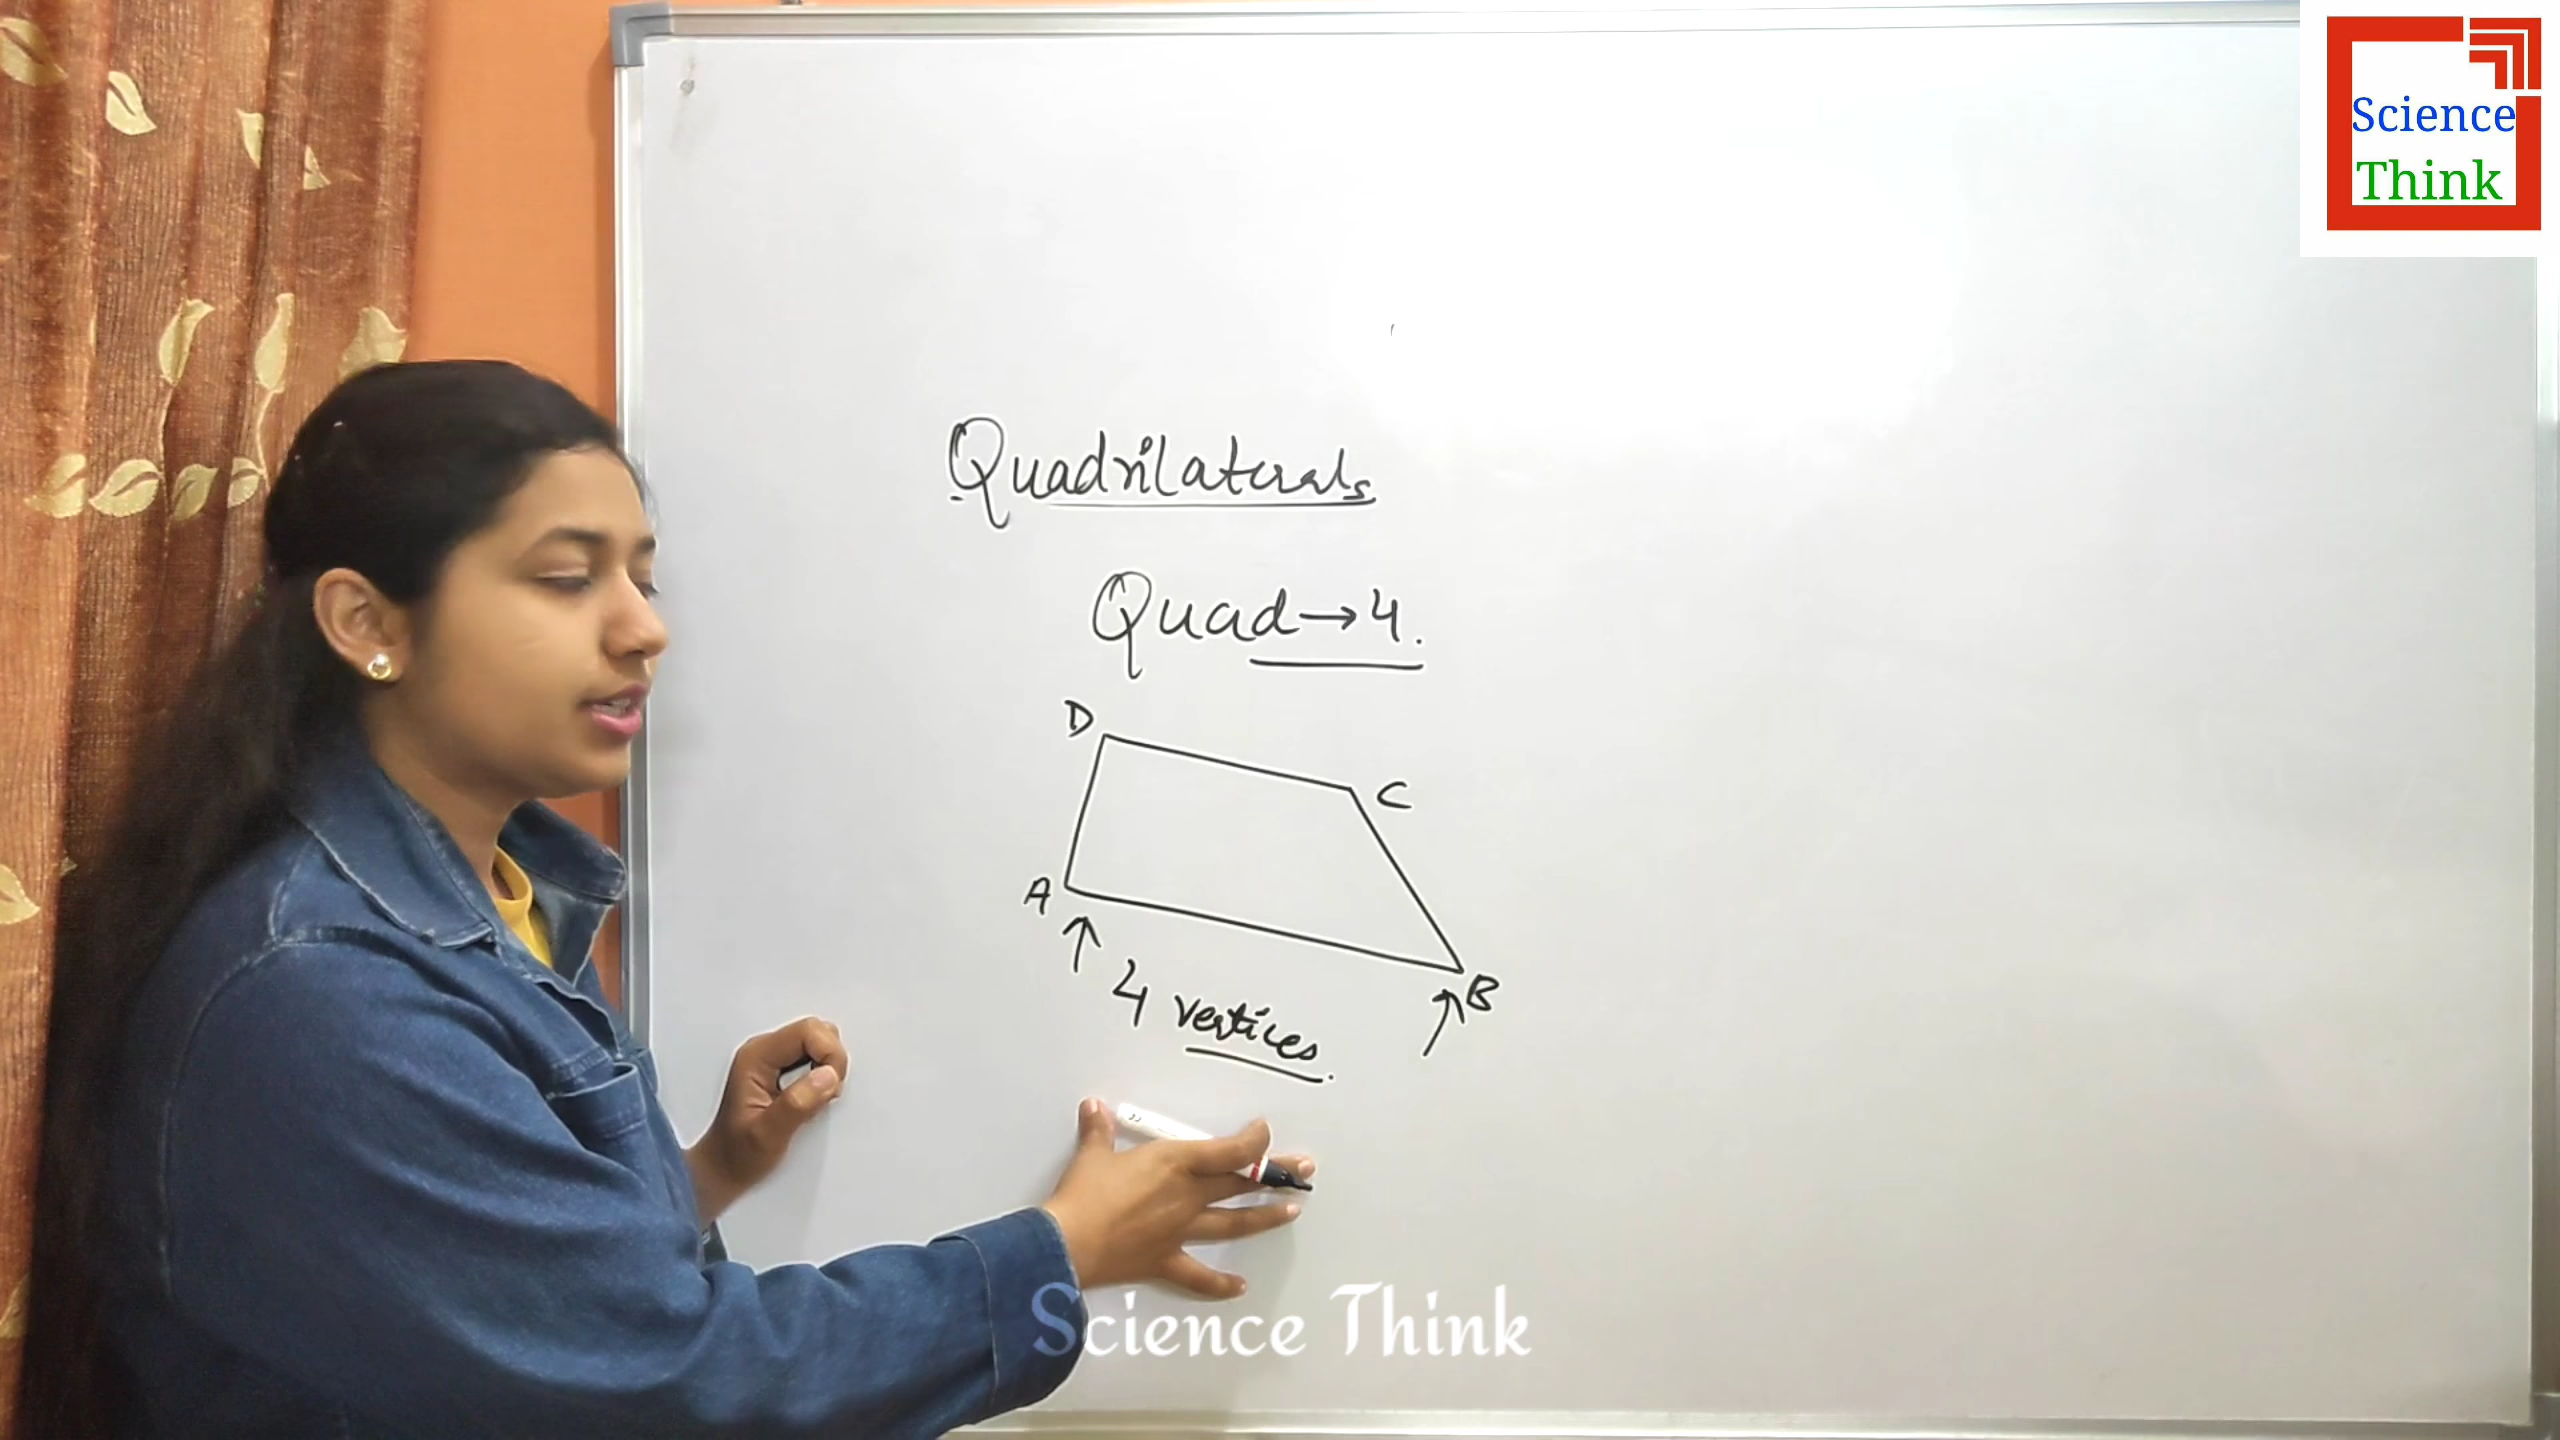 Science
Think
Quadrilaterals
Quad→4.
D
C
A
B
4 vertices.
Science Think